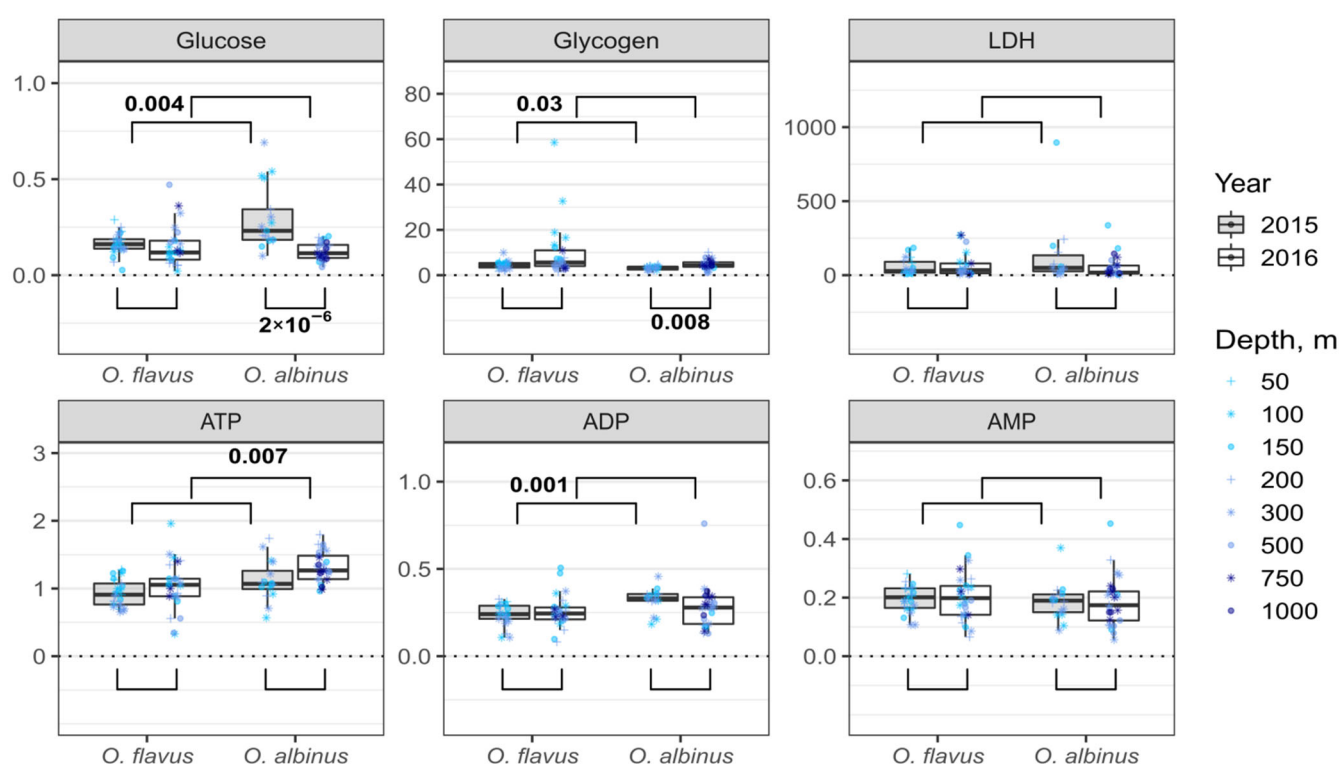 Glucose
Glycogen
LDH
1.0
0.5
0.0
0.004
2×10⁻⁶
O. flavus
O. albinus
80
60
40
20
0
0.03
0.008
O. flavus
O. albinus
1000
500
0
O. flavus
O. albinus
ATP
ADP
AMP
3
2
1
0
0.007
O. flavus
O. albinus
1.0
0.5
0.0
0.001
O. flavus
O. albinus
0.6
0.4
0.2
0.0
O. flavus
O. albinus
Year
2015
2016
Depth, m
50
100
150
200
300
500
750
1000